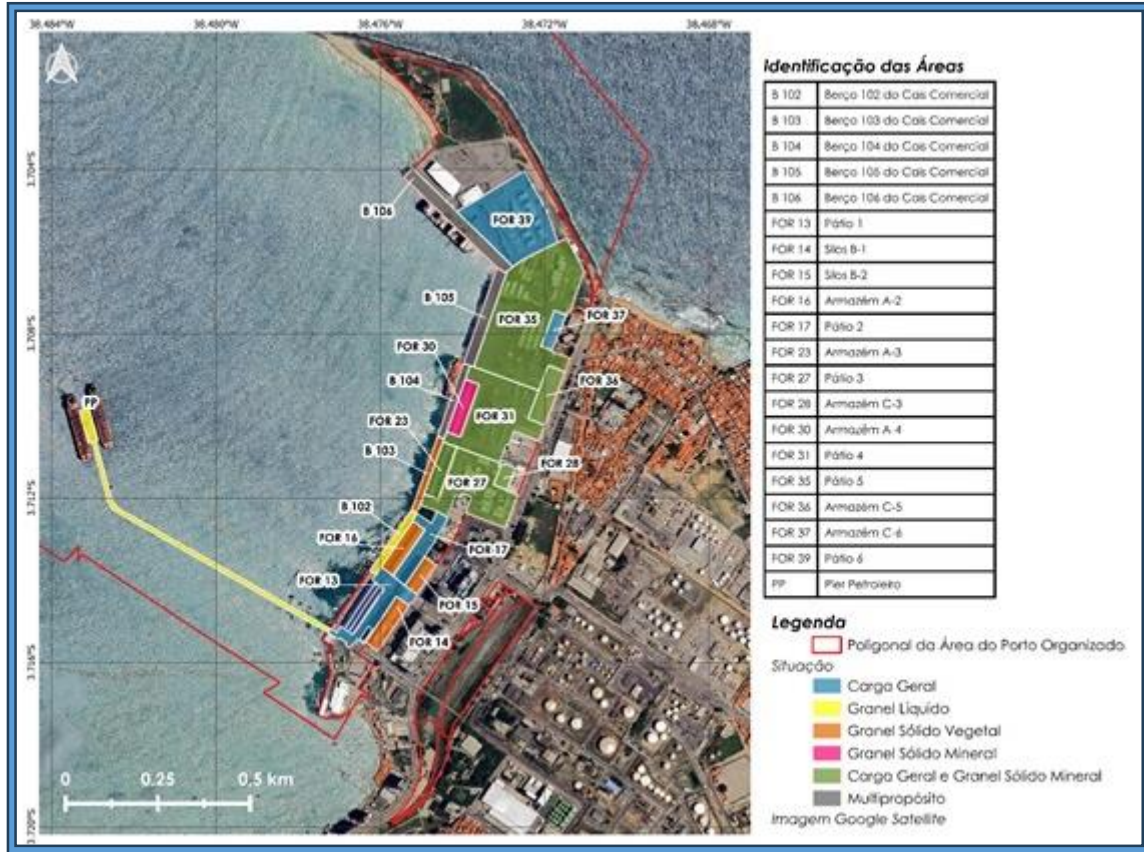 38.484°W 38.480°W 38.476°W 38.472°W 38.468°W
3.704°S
3.708°S
3.712°S
3.716°S
3.720°S
B 106
FOR 39
B 105
FOR 35
FOR 37
FOR 30
B 104
FOR 31
FOR 36
FOR 23
B 103
FOR 27
FOR 28
B 102
FOR 16
FOR 17
FOR 13
FOR 15
FOR 14
PP
0 0.25 0.5 km
Identificação das Áreas
B 102 Berço 102 do Cais Comercial
B 103 Berço 103 do Cais Comercial
B 104 Berço 104 do Cais Comercial
B 105 Berço 105 do Cais Comercial
B 106 Berço 106 do Cais Comercial
FOR 13 Pátio 1
FOR 14 Silos B-1
FOR 15 Silos B-2
FOR 16 Armazém A-2
FOR 17 Pátio 2
FOR 23 Armazém A-3
FOR 27 Pátio 3
FOR 28 Armazém C-3
FOR 30 Armazém A-4
FOR 31 Pátio 4
FOR 35 Pátio 5
FOR 36 Armazém C-5
FOR 37 Armazém C-6
FOR 39 Pátio 6
PP Píer Petroleiro
Legenda
Poligonal da Área do Porto Organizado
Situação
Carga Geral
Granel Líquido
Granel Sólido Vegetal
Granel Sólido Mineral
Carga Geral e Granel Sólido Mineral
Multipropósito
Imagem Google Satellite